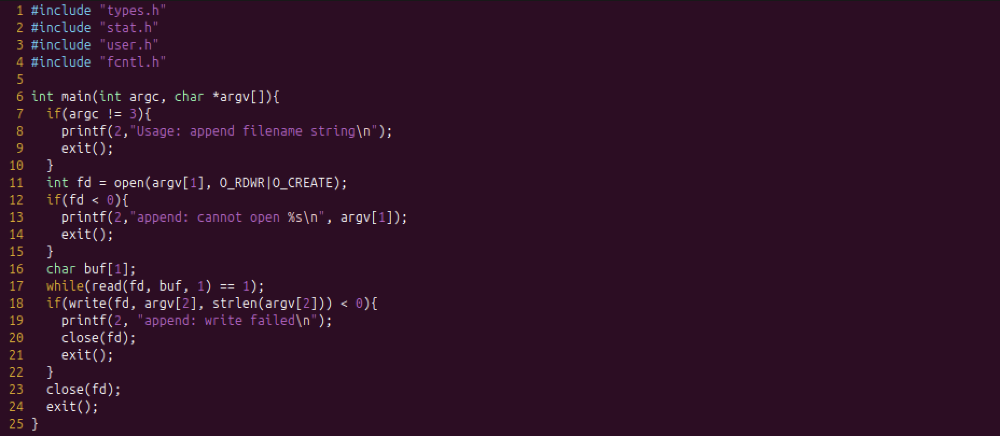 1 #include "types.h"
2 #include "stat.h"
3 #include "user.h"
4 #include "fcntl.h"
5
6 int main(int argc, char *argv[]){
7   if(argc != 3){
8     printf(2,"Usage: append filename string\n");
9     exit();
10   }
11   int fd = open(argv[1], O_RDWR|O_CREATE);
12   if(fd < 0){
13     printf(2,"append: cannot open %s\n", argv[1]);
14     exit();
15   }
16   char buf[1];
17   while(read(fd, buf, 1) == 1);
18   if(write(fd, argv[2], strlen(argv[2])) < 0){
19     printf(2, "append: write failed\n");
20     close(fd);
21     exit();
22   }
23   close(fd);
24   exit();
25 }